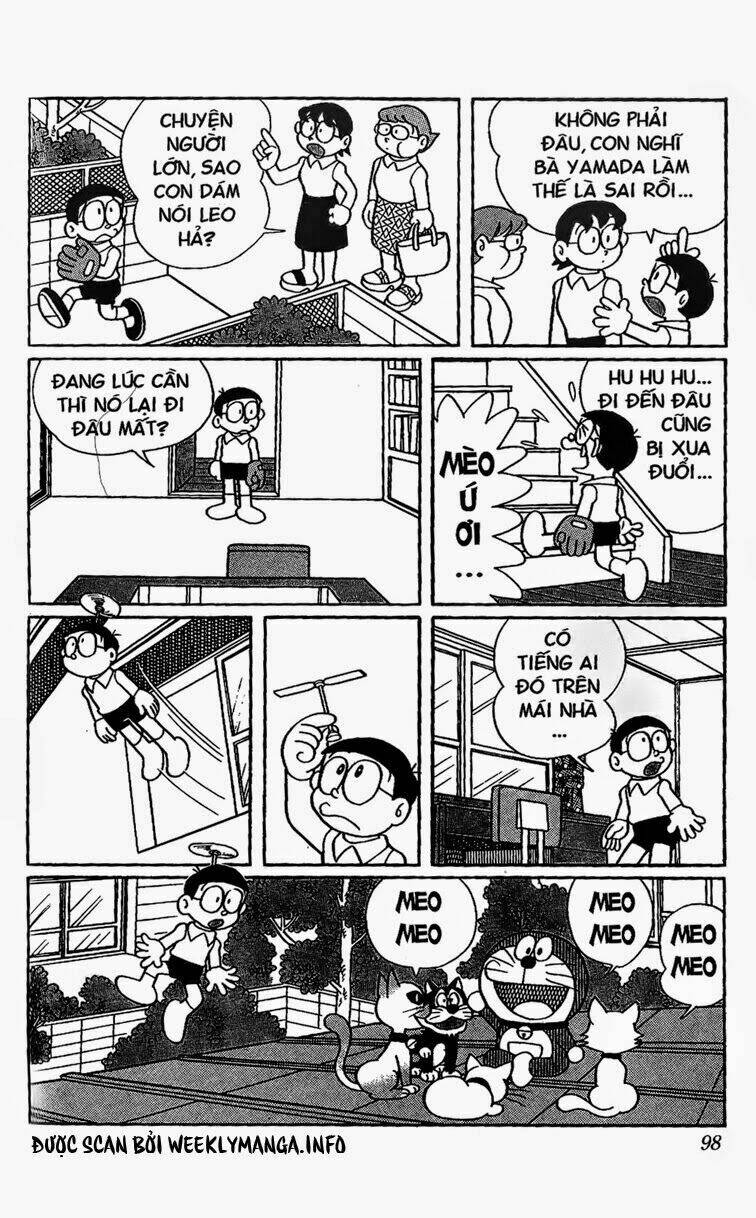 KHÔNG PHẢI
ĐÂU, CON NGHĨ
BÀ YAMADA LÀM
THẾ LÀ SAI RỒI...
CHUYỆN
NGƯỜI
LỚN, SAO
CON DÁM
NÓI LEO
HẢ?
HU HU HU...
ĐI ĐẾN ĐÂU
CŨNG
BỊ XUA
ĐUỔI...
MÈO
Ứ
ƠI
...
ĐANG LÚC CẦN
THÌ NÓ LẠI ĐI
ĐÂU MẤT?
CÓ
TIẾNG AI
ĐÓ TRÊN
MÁI NHÀ
...
MEO
MEO
MEO
MEO
MEO
MEO
ĐƯỢC SCAN BỞI WEEKLYMANGA.INFO
98